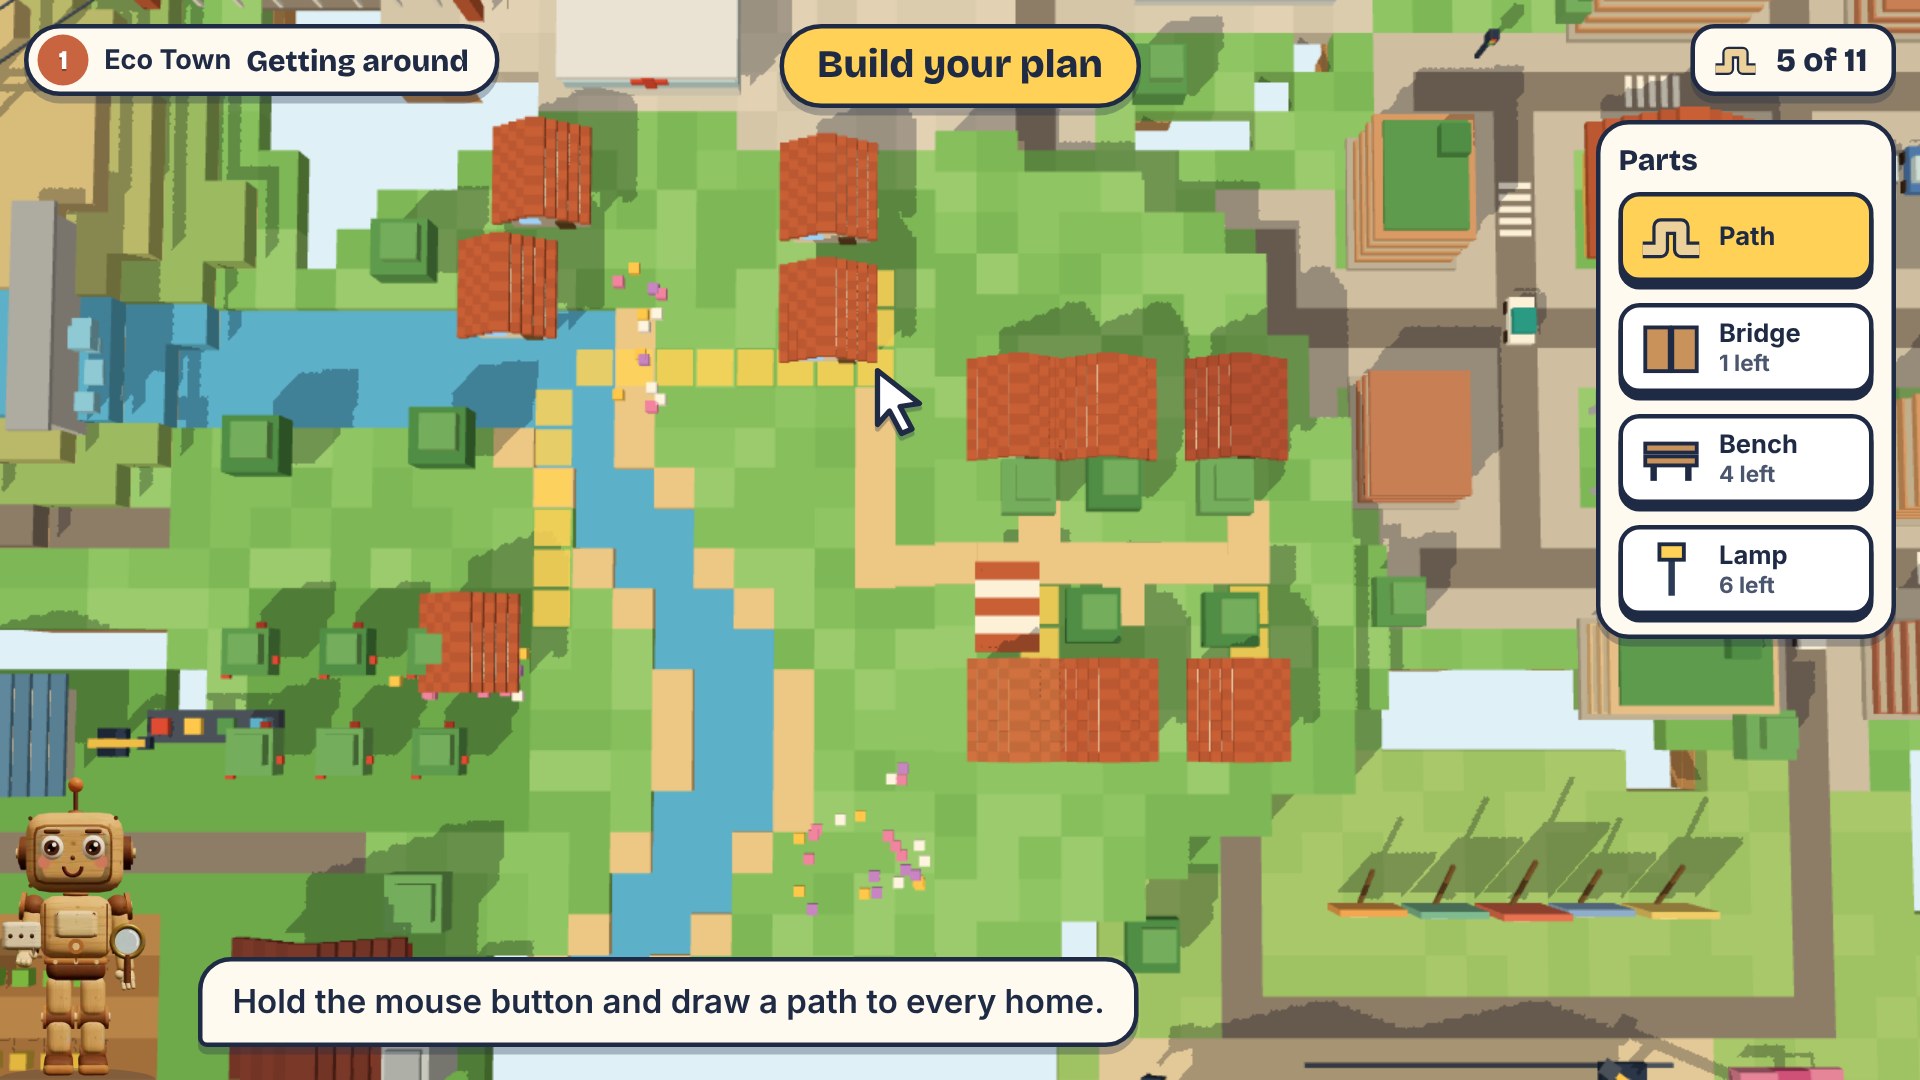 1 Eco Town Getting around
Build your plan
5 of 11
Parts
Path
Bridge
1 left
Bench
4 left
Lamp
6 left
Hold the mouse button and draw a path to every home.